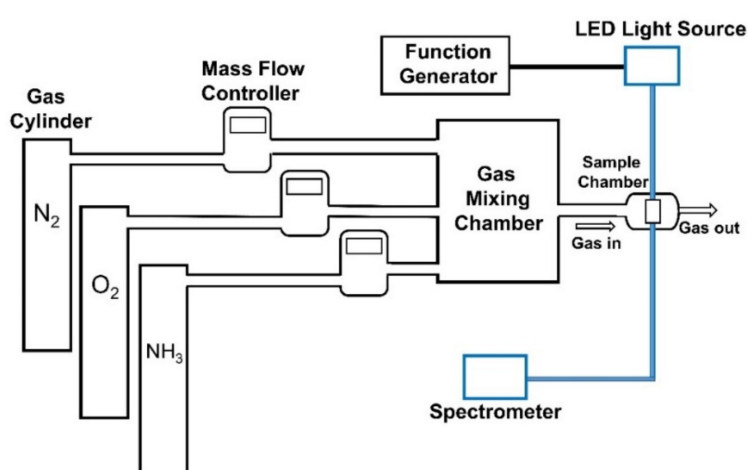 LED Light Source
Function
Generator
Mass Flow
Controller
Gas
Cylinder
N₂
O₂
NH₃
Gas
Mixing
Chamber
Sample
Chamber
Gas in
Gas out
Spectrometer